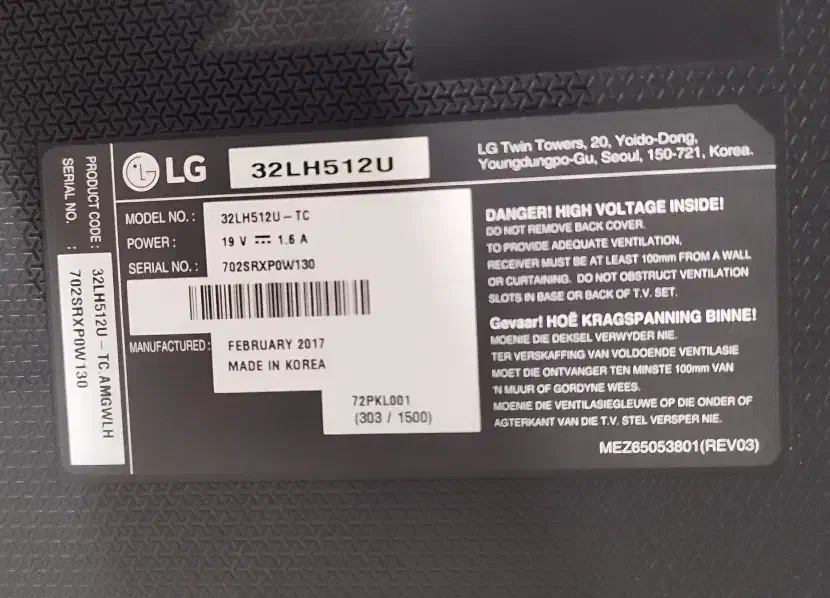 PRODUCT CODE : 32LH512U - TC.AMGWLH
SERIAL NO. : 702SRXP0W130
LG
32LH512U
LG Twin Towers, 20, Yoido-Dong,
Youngdungpo-Gu, Seoul, 150-721, Korea.
MODEL NO. : 32LH512U - TC
POWER : 19 V ⎓ 1.6 A
SERIAL NO. : 702SRXP0W130
MANUFACTURED : FEBRUARY 2017
MADE IN KOREA
72PKL001
(303 / 1500)
DANGER! HIGH VOLTAGE INSIDE!
DO NOT REMOVE BACK COVER.
TO PROVIDE ADEQUATE VENTILATION,
RECEIVER MUST BE AT LEAST 100mm FROM A WALL
OR CURTAINING. DO NOT OBSTRUCT VENTILATION
SLOTS IN BASE OR BACK OF T.V. SET.
Gevaar! HOË KRAGSPANNING BINNE!
MOENIE DIE DEKSEL VERWYDER NIE.
TER VERSKAFFING VAN VOLDOENDE VENTILASIE
MOET DIE ONTVANGER TEN MINSTE 100mm VAN
'N MUUR OF GORDYNE WEES.
MOENIE DIE VENTILASIEGLEUWE OP DIE ONDER OF
AGTERKANT VAN DIE T.V. STEL VERSPER NIE.
MEZ65053801(REV03)